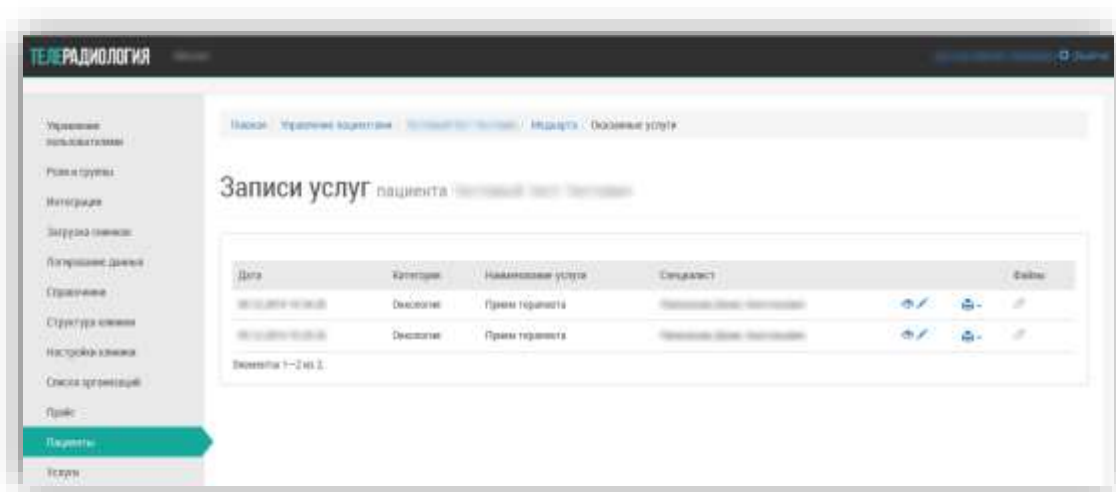 ТЕЛЕРАДИОЛОГИЯ
Управление
пользователями
Роли и группы
Интеграция
Загрузка снимков
Логирование данных
Справочники
Структура клиники
Настройка клиники
Список организаций
Прайс
Пациенты
Услуги
Главная / Управление пациентами / / Медкарта / Оказанные услуги
Записи услуг пациента
Дата Категория Наименование услуги Специалист Файлы
Онкология Прием терапевта
Онкология Прием терапевта
Элементы 1—2 из 2.